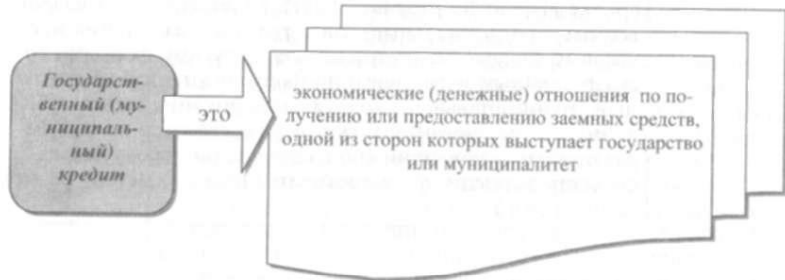 Государст-
венный (му-
ниципаль-
ный)
кредит
это
экономические (денежные) отношения по по-
лучению или предоставлению заемных средств,
одной из сторон которых выступает государство
или муниципалитет